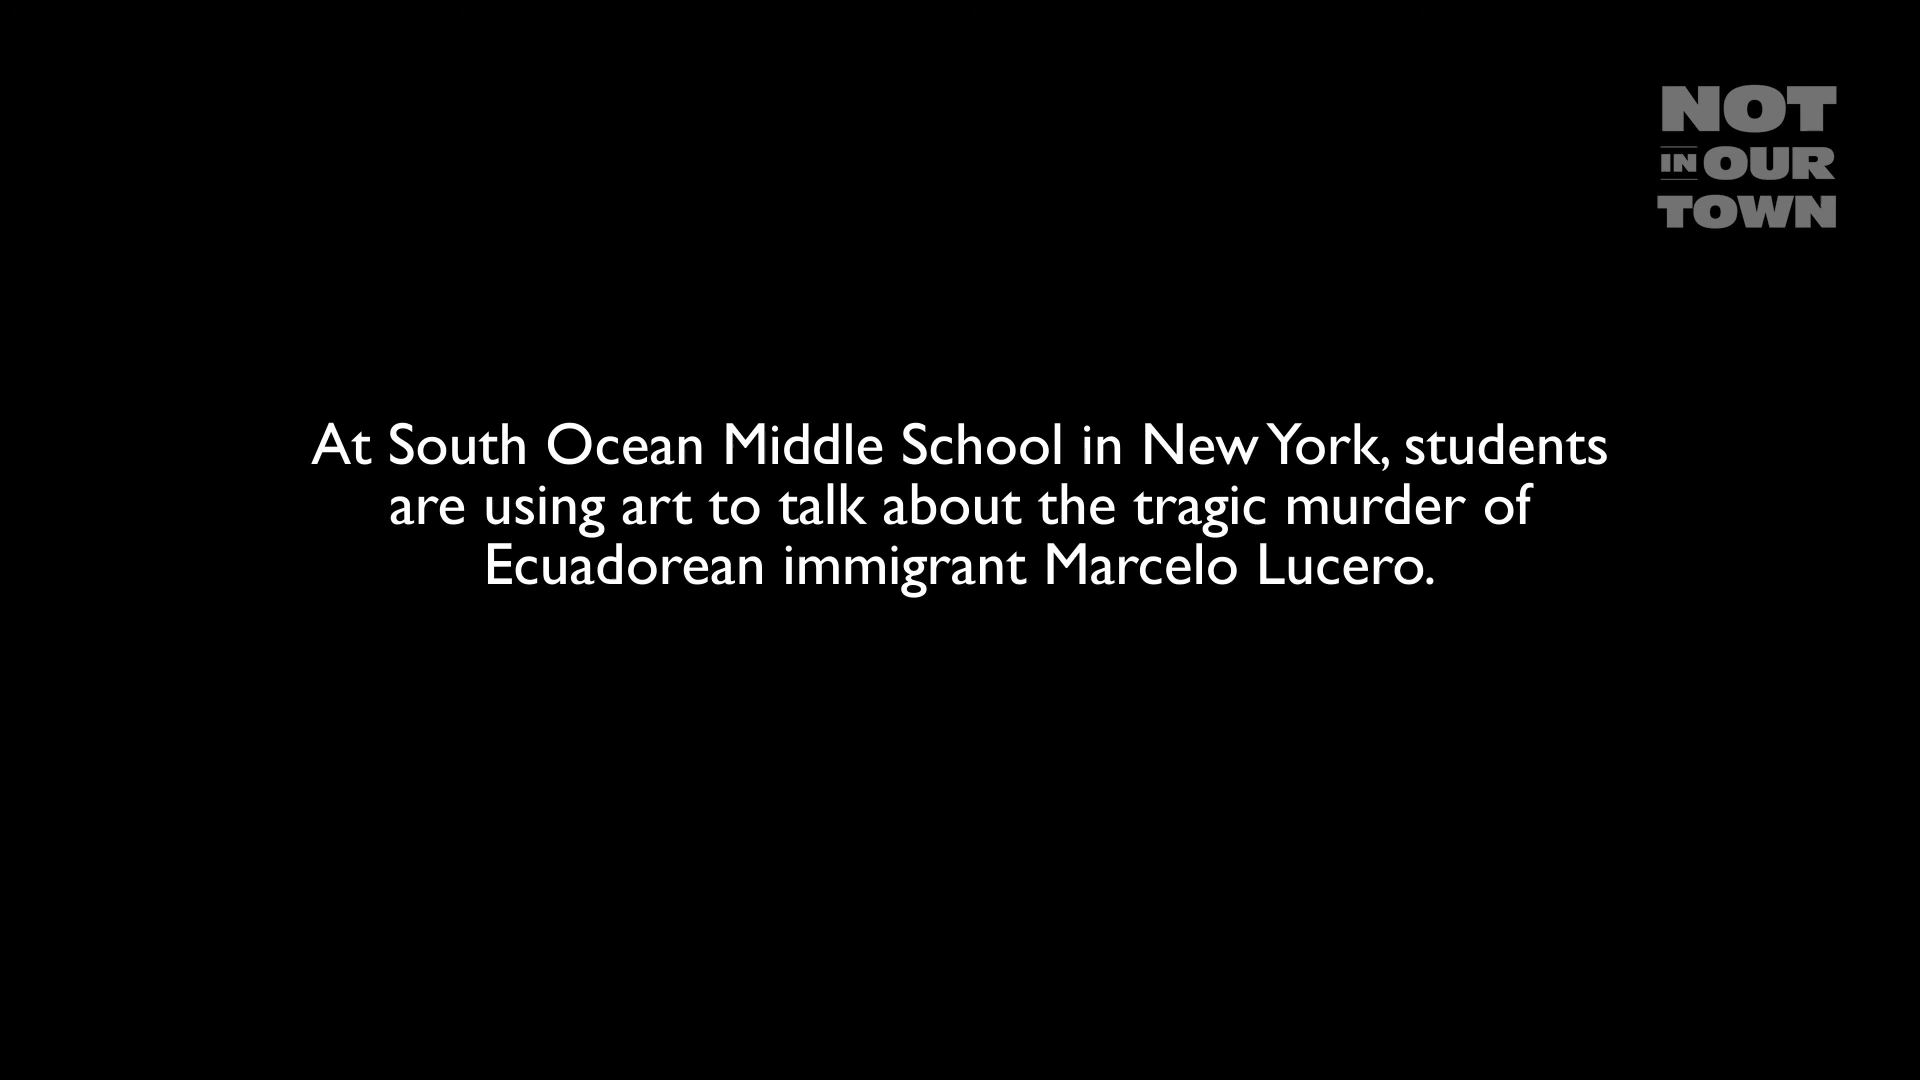 NOT
IN OUR
TOWN
At South Ocean Middle School in New York, students
are using art to talk about the tragic murder of
Ecuadorean immigrant Marcelo Lucero.